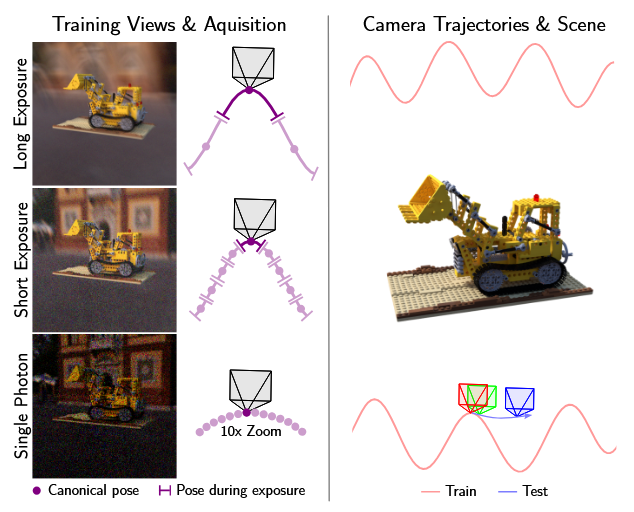 Training Views & Aquisition
Camera Trajectories & Scene
Long Exposure
Short Exposure
Single Photon
10x Zoom
Canonical pose
Pose during exposure
Train
Test